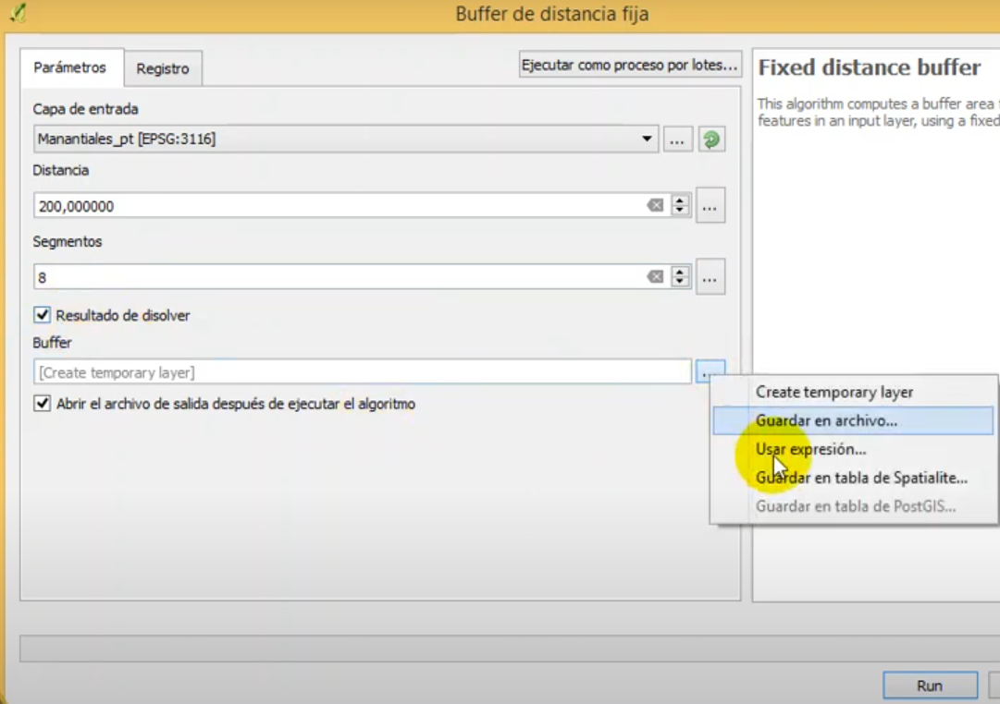 Buffer de distancia fija
Parámetros
Registro
Ejecutar como proceso por lotes...
Capa de entrada
Manantiales_pt [EPSG:3116]
...
Distancia
200,000000
...
Segmentos
8
...
Resultado de disolver
Buffer
[Create temporary layer]
...
Abrir el archivo de salida después de ejecutar el algoritmo
Fixed distance buffer
This algorithm computes a buffer area
features in an input layer, using a fixed
Create temporary layer
Guardar en archivo...
Usar expresión...
Guardar en tabla de Spatialite...
Guardar en tabla de PostGIS...
Run